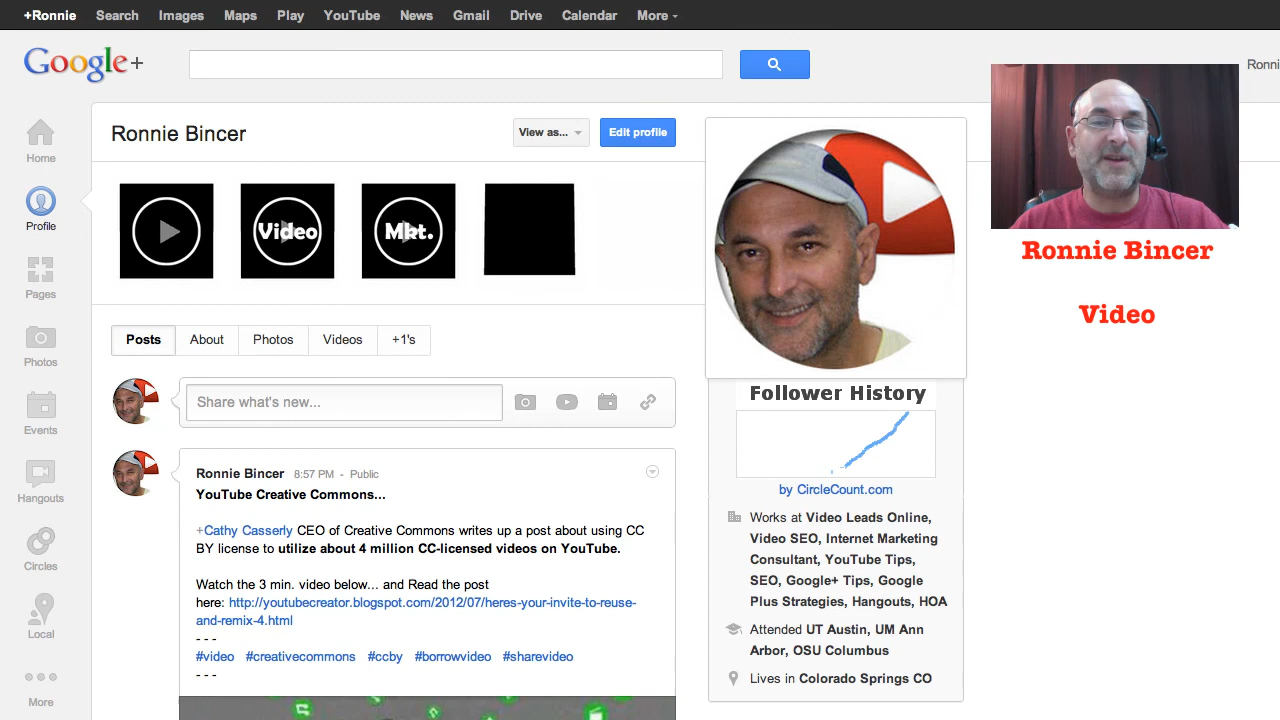 +Ronnie Search Images Maps Play YouTube News Gmail Drive Calendar More
Google+
Ronni
Ronnie Bincer
View as...
Edit profile
Home
Profile
Pages
Photos
Events
Hangouts
Circles
Local
More
Video
Mkt.
Posts About Photos Videos +1's
Share what's new...
Ronnie Bincer 8:57 PM - Public
YouTube Creative Commons...
+Cathy Casserly CEO of Creative Commons writes up a post about using CC
BY license to utilize about 4 million CC-licensed videos on YouTube.
Watch the 3 min. video below... and Read the post
here: http://youtubecreator.blogspot.com/2012/07/heres-your-invite-to-reuse-
and-remix-4.html
- - -
#video #creativecommons #ccby #borrowvideo #sharevideo
- - -
Follower History
by CircleCount.com
Works at Video Leads Online,
Video SEO, Internet Marketing
Consultant, YouTube Tips,
SEO, Google+ Tips, Google
Plus Strategies, Hangouts, HOA
Attended UT Austin, UM Ann
Arbor, OSU Columbus
Lives in Colorado Springs CO
Ronnie Bincer
Video